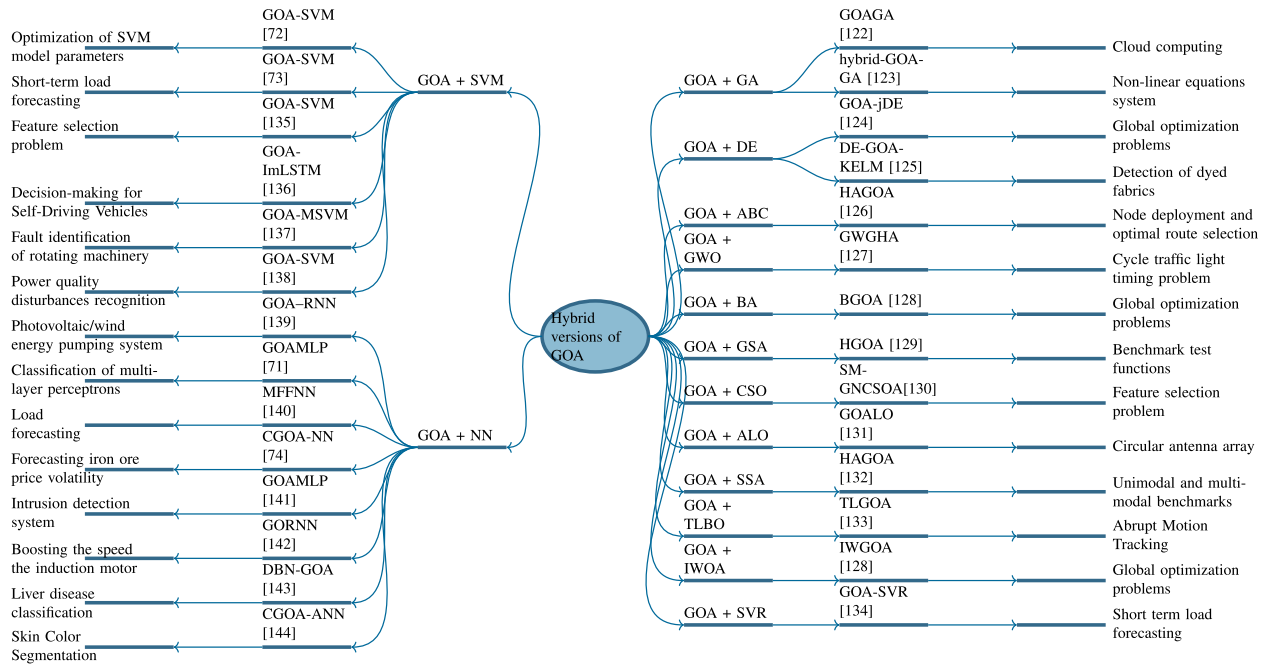 GOA-SVM
[72]
Optimization of SVM
model parameters
GOA-SVM
[73]
Short-term load
forecasting
GOA-SVM
[135]
Feature selection
problem
GOA-
ImLSTM
[136]
Decision-making for
Self-Driving Vehicles
GOA-MSVM
[137]
Fault identification
of rotating machinery
GOA-SVM
[138]
Power quality
disturbances recognition
GOA + SVM
GOA–RNN
[139]
Photovoltaic/wind
energy pumping system
GOAMLP
[71]
Classification of multi-
layer perceptrons
MFFNN
[140]
Load
forecasting
CGOA-NN
[74]
Forecasting iron ore
price volatility
GOAMLP
[141]
Intrusion detection
system
GORNN
[142]
Boosting the speed
the induction motor
DBN-GOA
[143]
Liver disease
classification
CGOA-ANN
[144]
Skin Color
Segmentation
GOA + NN
Hybrid
versions of
GOA
GOA + GA
GOAGA
[122]
Cloud computing
hybrid-GOA-
GA [123]
Non-linear equations
system
GOA + DE
GOA-jDE
[124]
Global optimization
problems
DE-GOA-
KELM [125]
Detection of dyed
fabrics
GOA + ABC
HAGOA
[126]
Node deployment and
optimal route selection
GOA +
GWO
GWGHA
[127]
Cycle traffic light
timing problem
GOA + BA
BGOA [128]
Global optimization
problems
GOA + GSA
HGOA [129]
Benchmark test
functions
GOA + CSO
SM-
GNCSOA[130]
Feature selection
problem
GOA + ALO
GOALO
[131]
Circular antenna array
GOA + SSA
HAGOA
[132]
Unimodal and multi-
modal benchmarks
GOA +
TLBO
TLGOA
[133]
Abrupt Motion
Tracking
GOA +
IWOA
IWGOA
[128]
Global optimization
problems
GOA + SVR
GOA-SVR
[134]
Short term load
forecasting